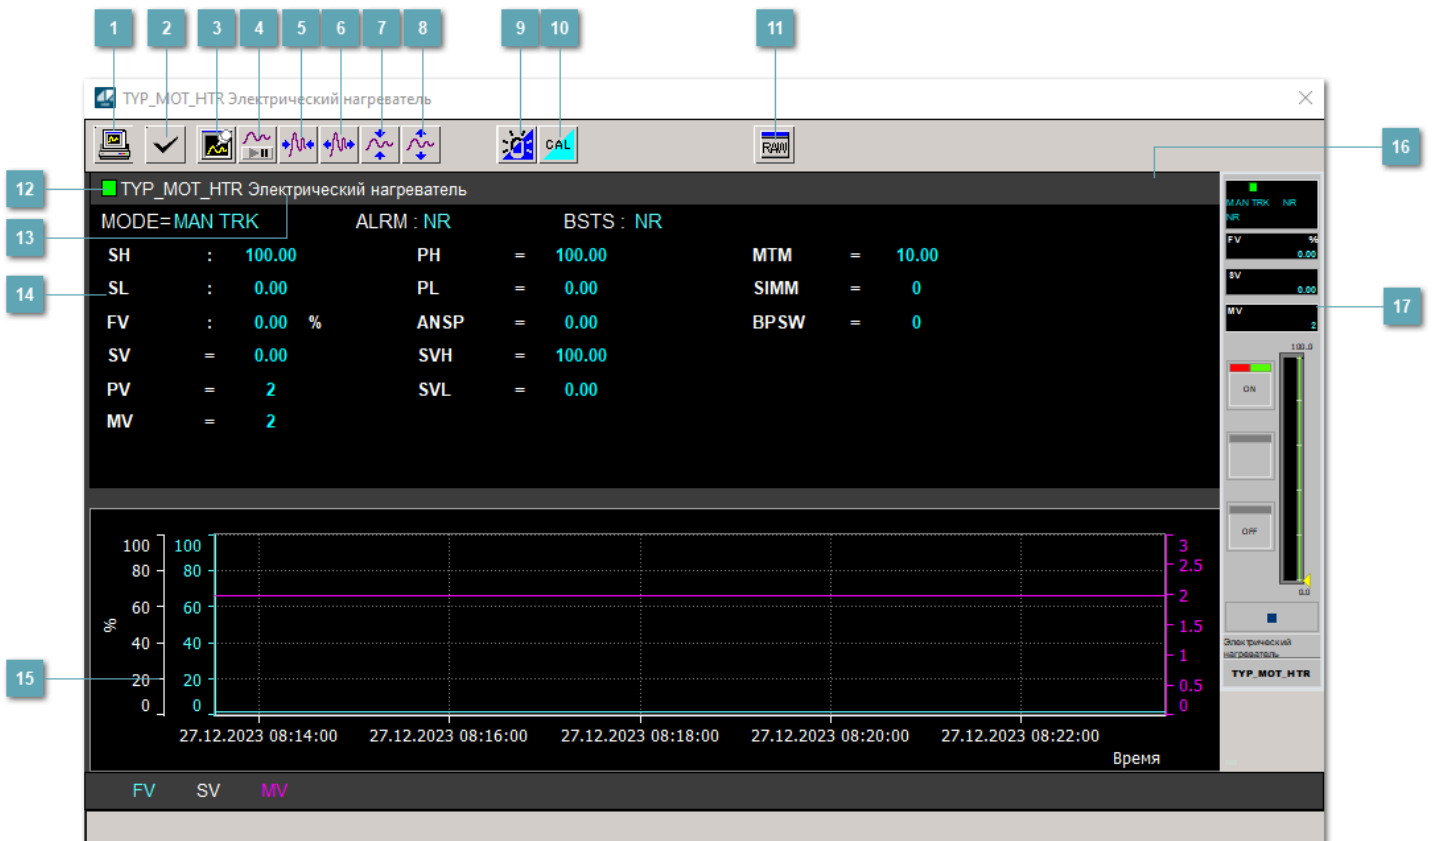 1 2 3 4 5 6 7 8 9 10 11
TYP_MOT_HTR Электрический нагреватель
CAL RAW
16
12 TYP_MOT_HTR Электрический нагреватель
13
MODE=MAN TRK ALRM : NR BSTS : NR
SH : 100.00 PH = 100.00 MTM = 10.00
14 SL : 0.00 PL = 0.00 SIMM = 0
FV : 0.00 % ANSP = 0.00 BPSW = 0
SV = 0.00 SVH = 100.00
PV = 2 SVL = 0.00
MV = 2
MAN TRK NR
NR
FV %
0.00
SV
0.00
17
MV
2
100.0
ON
OFF
0.0
Электрический
нагреватель
TYP_MOT_HTR
15
%
100 100 3
80 80 2.5
60 60 2
40 40 1.5
1
20 20 0.5
0 0 0
27.12.2023 08:14:00 27.12.2023 08:16:00 27.12.2023 08:18:00 27.12.2023 08:20:00 27.12.2023 08:22:00
Время
FV SV MV